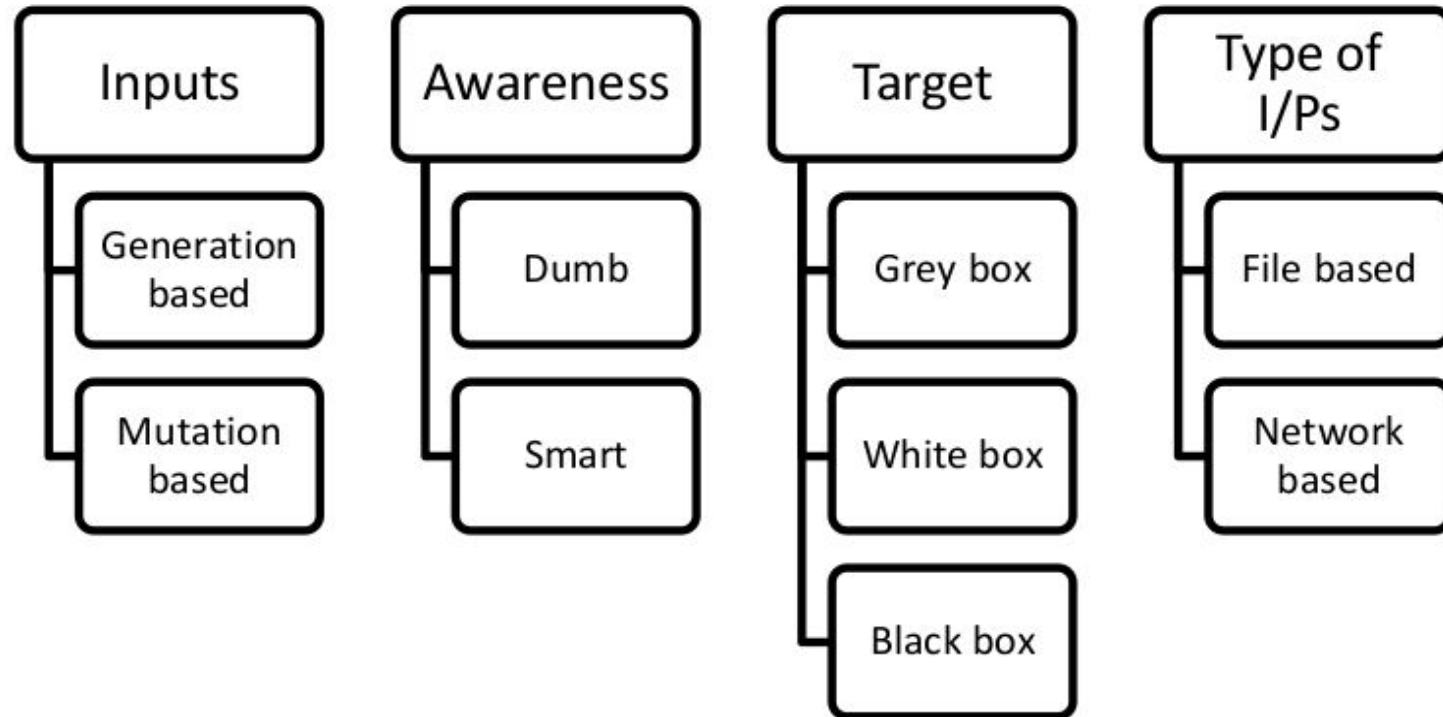 Inputs
Generation
based
Mutation
based
Awareness
Dumb
Smart
Target
Grey box
White box
Black box
Type of
I/Ps
File based
Network
based